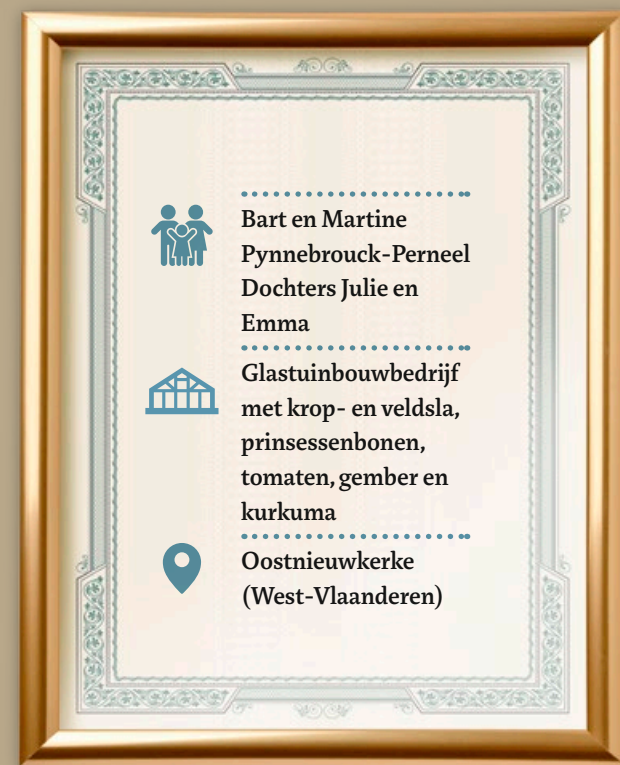 Bart en Martine
Pynnebrouck-Perneel
Dochters Julie en
Emma
Glastuinbouwbedrijf
met krop- en veldsla,
prinsessenbonen,
tomaten, gember en
kurkuma
Oostnieuwkerke
(West-Vlaanderen)